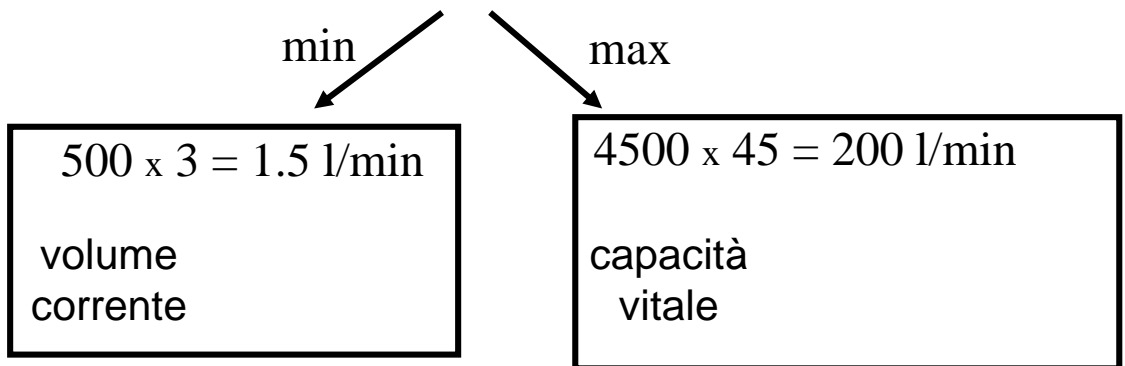 min
max
500 x 3 = 1.5 l/min
volume
corrente
4500 x 45 = 200 l/min
capacità
vitale